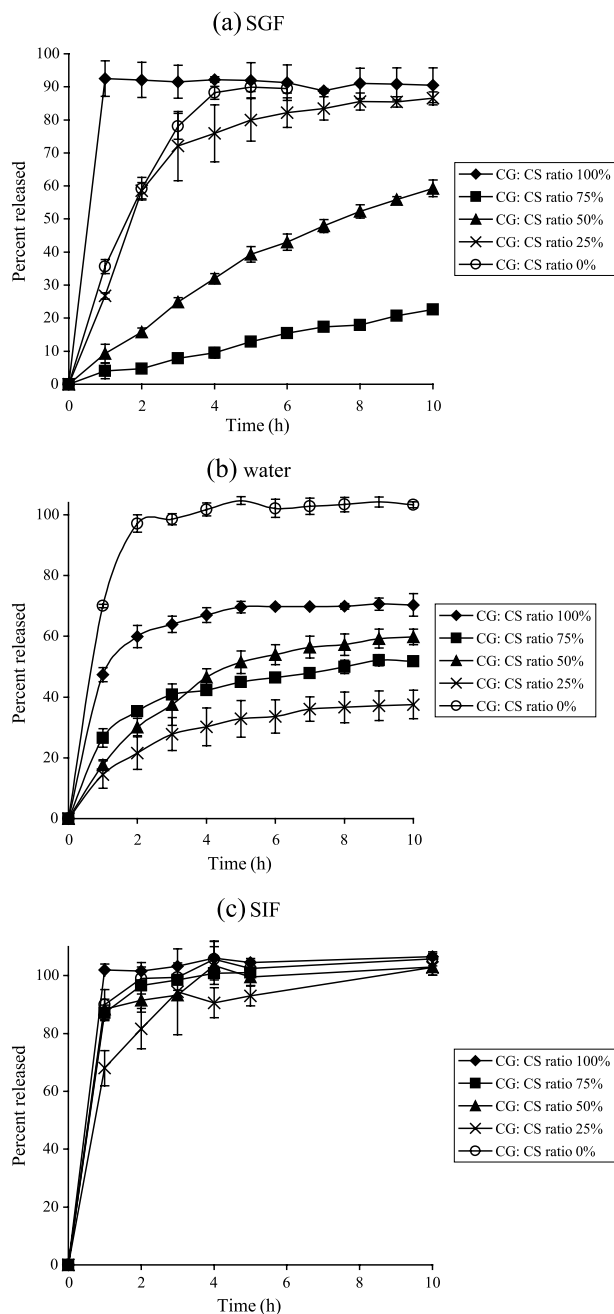 (a) SGF
100
90
80
70
60
50
40
30
20
10
0
Percent released
0 2 4 6 8 10
Time (h)
CG: CS ratio 100%
CG: CS ratio 75%
CG: CS ratio 50%
CG: CS ratio 25%
CG: CS ratio 0%
(b) water
100
80
60
40
20
0
Percent released
0 2 4 6 8 10
Time (h)
CG: CS ratio 100%
CG: CS ratio 75%
CG: CS ratio 50%
CG: CS ratio 25%
CG: CS ratio 0%
(c) SIF
100
80
60
40
20
0
Percent released
0 2 4 6 8 10
Time (h)
CG: CS ratio 100%
CG: CS ratio 75%
CG: CS ratio 50%
CG: CS ratio 25%
CG: CS ratio 0%